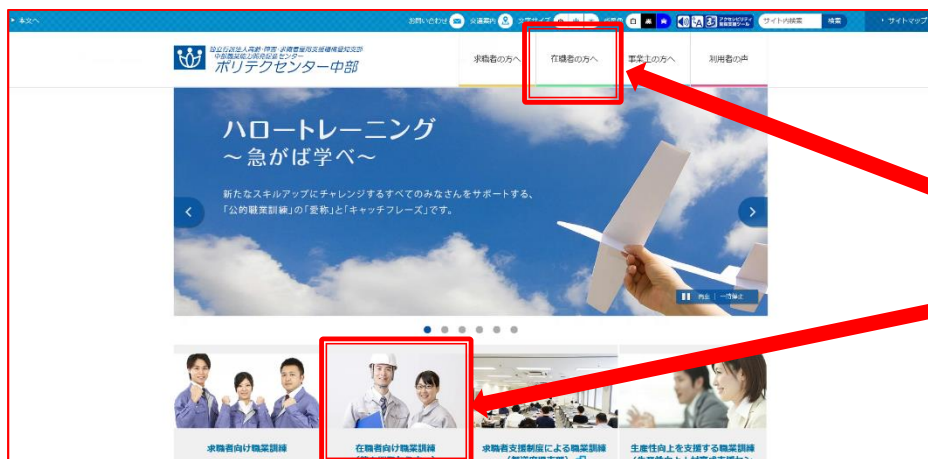 本文へ
お問い合わせ 交通案内 文字サイズ
サイト内検索 検索 サイトマップ
独立行政法人高齢・障害・求職者雇用支援機構愛知支部
中部職業能力開発促進センター
ポリテクセンター中部
求職者の方へ 在職者の方へ 事業主の方へ 利用者の声
ハロートレーニング
～急がば学べ～
新たなスキルアップにチャレンジするすべてのみなさんをサポートする、
「公的職業訓練」の「愛称」と「キャッチフレーズ」です。
再生 一時停止
求職者向け職業訓練 在職者向け職業訓練 求職者支援制度による職業訓練 生産性向上を支援する職業訓練